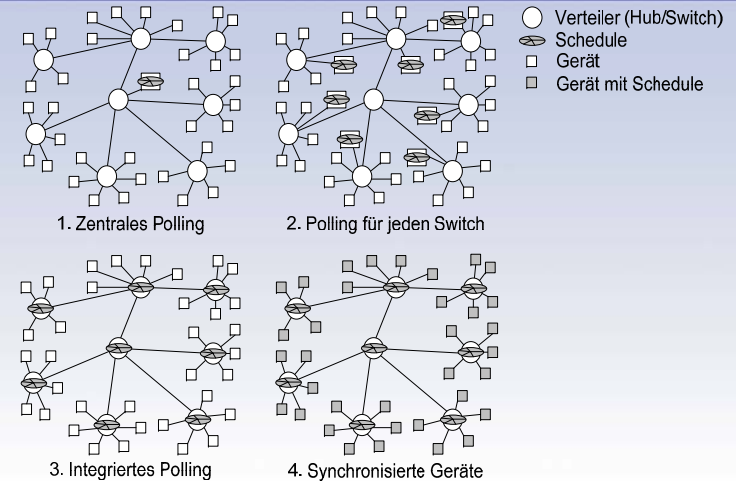 Verteiler (Hub/Switch)
Schedule
Gerät
Gerät mit Schedule
1. Zentrales Polling
2. Polling für jeden Switch
3. Integriertes Polling
4. Synchronisierte Geräte